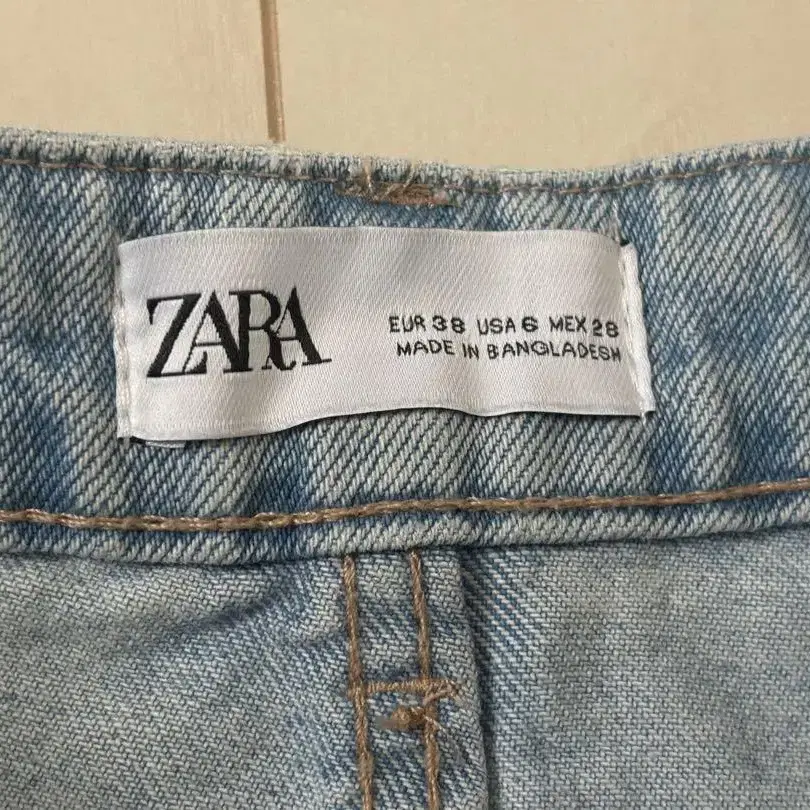 ZARA
EUR 38 USA 6 MEX 28
MADE IN BANGLADESH